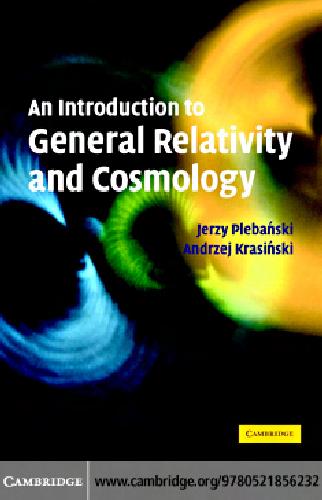 An Introduction to
General Relativity
and Cosmology
Jerzy Plebański
Andrzej Krasiński
CAMBRIDGE
CAMBRIDGE
www.cambridge.org/9780521856232